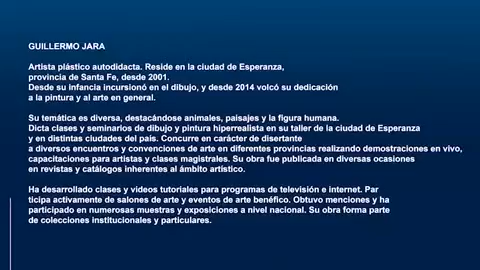 GUILLERMO JARA
Artista plástico autodidacta. Reside en la ciudad de Esperanza,
provincia de Santa Fe, desde 2001.
Desde su infancia incursionó en el dibujo, y desde 2014 volcó su dedicación
a la pintura y al arte en general.
Su temática es diversa, destacándose animales, paisajes y la figura humana.
Dicta clases y seminarios de dibujo y pintura hiperrealista en su taller de la ciudad de Esperanza
y en distintas ciudades del país. Concurre en carácter de disertante
a diversos encuentros y convenciones de arte en diferentes provincias realizando demostraciones en vivo,
capacitaciones para artistas y clases magistrales. Su obra fue publicada en diversas ocasiones
en revistas y catálogos inherentes al ámbito artístico.
Ha desarrollado clases y videos tutoriales para programas de televisión e internet. Par
ticipa activamente de salones de arte y eventos de arte benéfico. Obtuvo menciones y ha
participado en numerosas muestras y exposiciones a nivel nacional. Su obra forma parte
de colecciones institucionales y particulares.